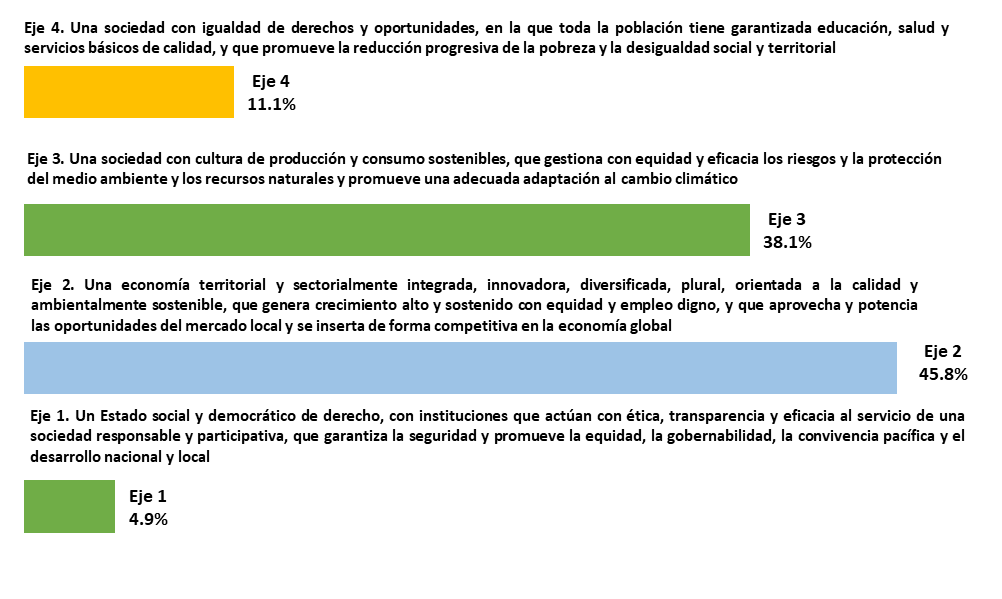 Eje 4. Una sociedad con igualdad de derechos y oportunidades, en la que toda la población tiene garantizada educación, salud y
servicios básicos de calidad, y que promueve la reducción progresiva de la pobreza y la desigualdad social y territorial
Eje 4
11.1%
Eje 3. Una sociedad con cultura de producción y consumo sostenibles, que gestiona con equidad y eficacia los riesgos y la protección
del medio ambiente y los recursos naturales y promueve una adecuada adaptación al cambio climático
Eje 3
38.1%
Eje 2. Una economía territorial y sectorialmente integrada, innovadora, diversificada, plural, orientada a la calidad y
ambientalmente sostenible, que genera crecimiento alto y sostenido con equidad y empleo digno, y que aprovecha y potencia
las oportunidades del mercado local y se inserta de forma competitiva en la economía global
Eje 2
45.8%
Eje 1. Un Estado social y democrático de derecho, con instituciones que actúan con ética, transparencia y eficacia al servicio de una
sociedad responsable y participativa, que garantiza la seguridad y promueve la equidad, la gobernabilidad, la convivencia pacífica y el
desarrollo nacional y local
Eje 1
4.9%